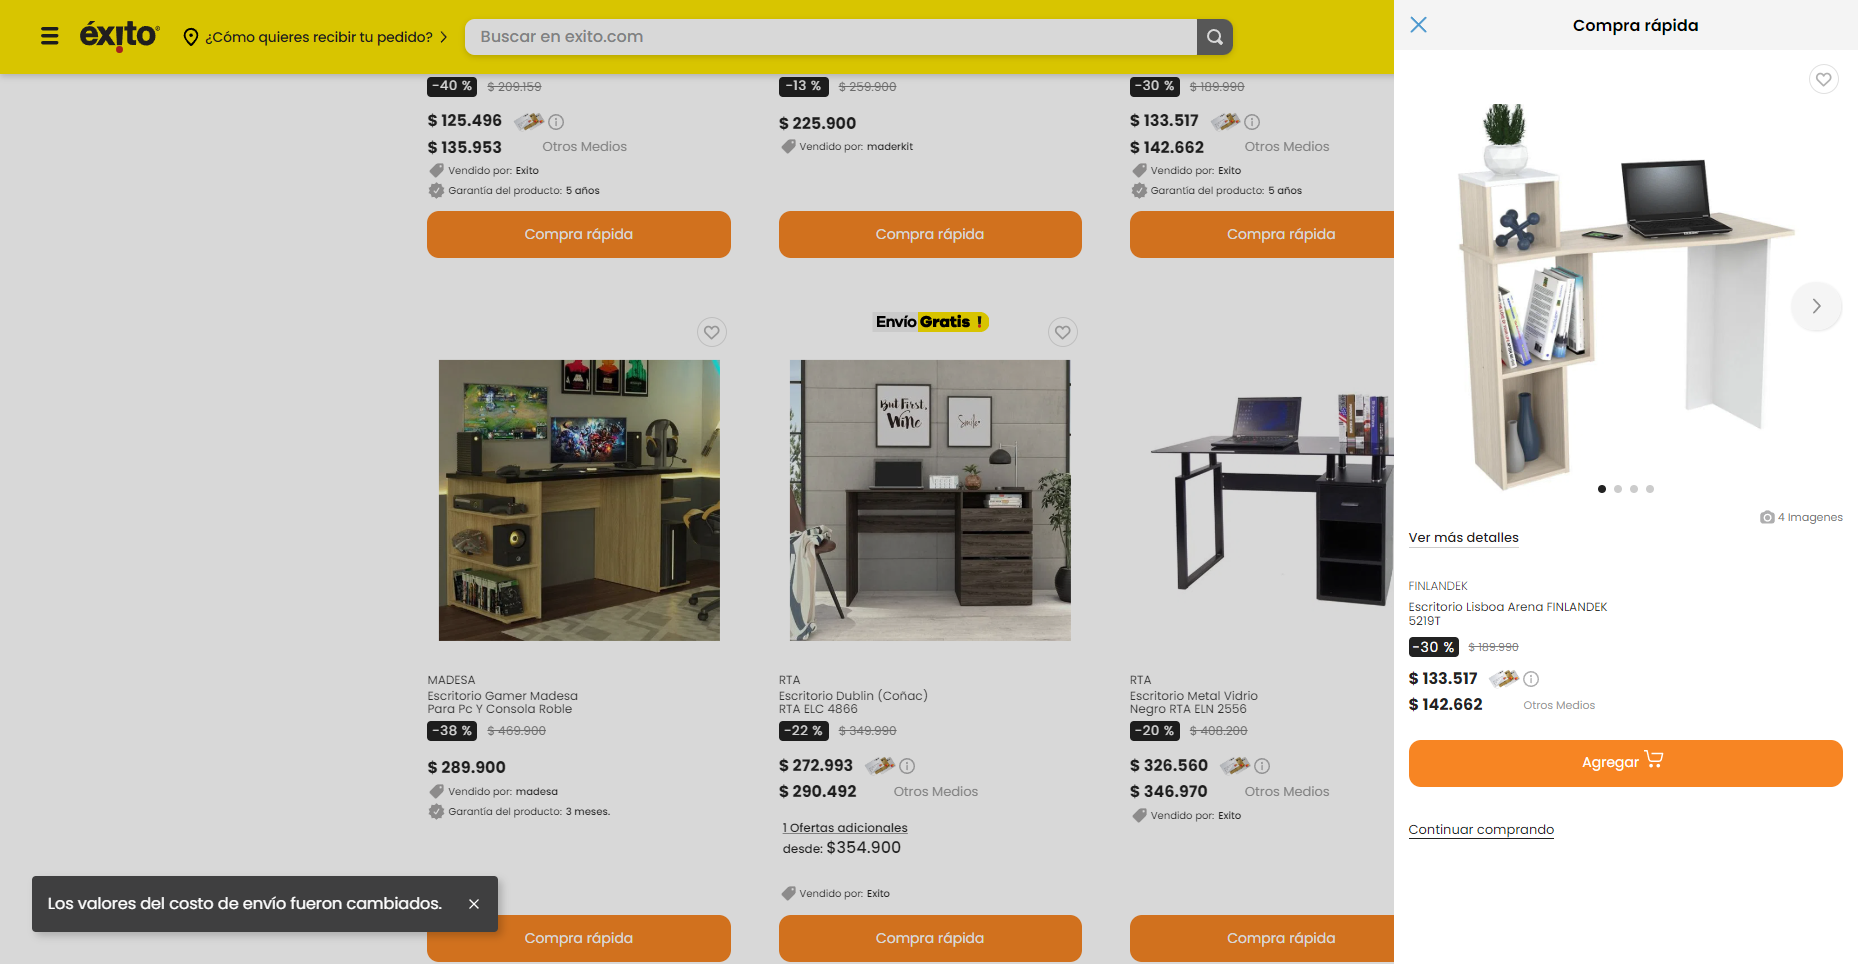 éxito
¿Cómo quieres recibir tu pedido?
Buscar en exito.com
-40 % $ 209.159
$ 125.496
$ 135.953 Otros Medios
Vendido por: Exito
Garantía del producto: 5 años
Compra rápida
-13 % $ 259.900
$ 225.900
Vendido por: maderkit
Compra rápida
-30 % $ 189.990
$ 133.517
$ 142.662 Otros Medios
Vendido por: Exito
Garantía del producto: 5 años
Compra rápida
MADESA
Escritorio Gamer Madesa
Para Pc Y Consola Roble
-38 % $ 469.900
$ 289.900
Vendido por: madesa
Garantía del producto: 3 meses.
Compra rápida
Envío Gratis !
But First,
Wine
Smile
RTA
Escritorio Dublin (Coñac)
RTA ELC 4866
-22 % $ 349.990
$ 272.993
$ 290.492 Otros Medios
1 Ofertas adicionales
desde: $354.900
Vendido por: Exito
Compra rápida
RTA
Escritorio Metal Vidrio
Negro RTA ELN 2556
-20 % $ 408.200
$ 326.560
$ 346.970 Otros Medios
Vendido por: Exito
Compra rápida
Los valores del costo de envío fueron cambiados.
Compra rápida
4 Imagenes
Ver más detalles
FINLANDEK
Escritorio Lisboa Arena FINLANDEK
5219T
-30 % $ 189.990
$ 133.517
$ 142.662 Otros Medios
Agregar
Continuar comprando